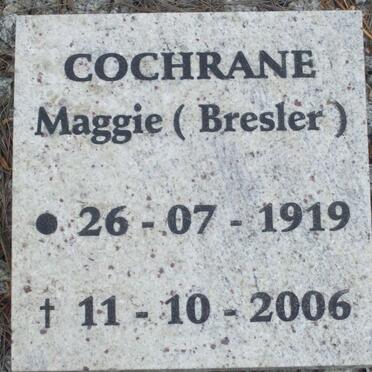 COCHRANE
Maggie ( Bresler )
● 26 - 07 - 1919
† 11 - 10 - 2006